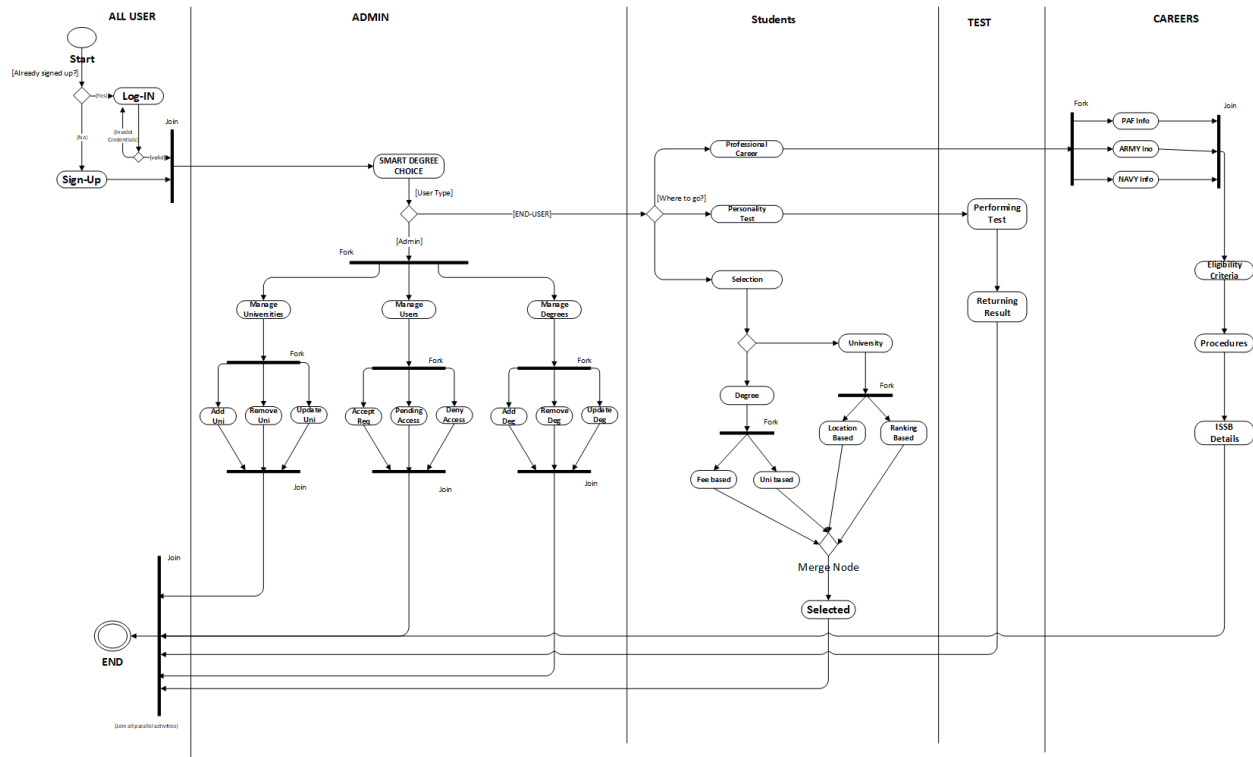 ALL USER
ADMIN
Students
TEST
CAREERS
Start
[Already signed up?]
[Yes]
Log-IN
[No]
[Invalid
Credentials]
[valid]
Join
Sign-Up
SMART DEGREE
CHOICE
[User Type]
[END-USER]
[Admin]
Fork
Manage
Universities
Manage
Users
Manage
Degrees
Fork
Fork
Fork
Add
Uni
Remove
Uni
Update
Uni
Accept
Req
Pending
Access
Deny
Access
Add
Deg
Remove
Deg
Update
Deg
Join
Join
Join
[Where to go?]
Professional
Career
Personality
Test
Selection
University
Degree
Fork
Fork
Location
Based
Ranking
Based
Fee based
Uni based
Merge Node
Selected
Performing
Test
Returning
Result
Fork
Join
PAF Info
ARMY Ino
NAVY Info
Eligibility
Criteria
Procedures
ISSB
Details
Join
END
[Join all parallel activities]